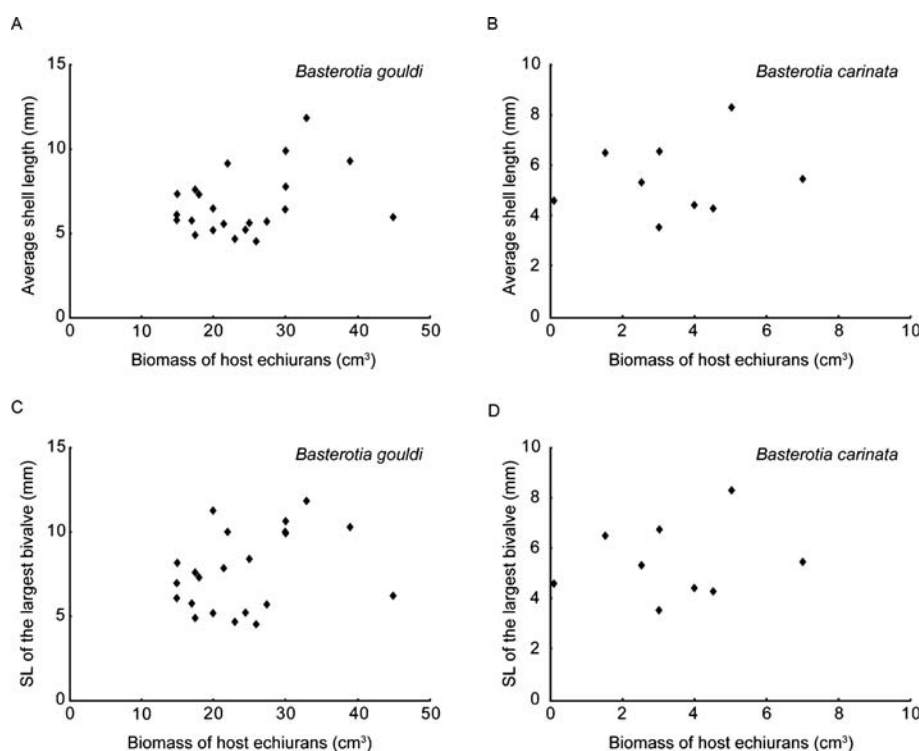 A
B
Basterotia gouldi
Basterotia carinata
Average shell length (mm)
15
10
5
0
0 10 20 30 40 50
Biomass of host echiurans (cm³)
Average shell length (mm)
10
8
6
4
2
0
0 2 4 6 8 10
Biomass of host echiurans (cm³)
C
D
Basterotia gouldi
Basterotia carinata
SL of the largest bivalve (mm)
15
10
5
0
0 10 20 30 40 50
Biomass of host echiurans (cm³)
SL of the largest bivalve (mm)
10
8
6
4
2
0
0 2 4 6 8 10
Biomass of host echiurans (cm³)